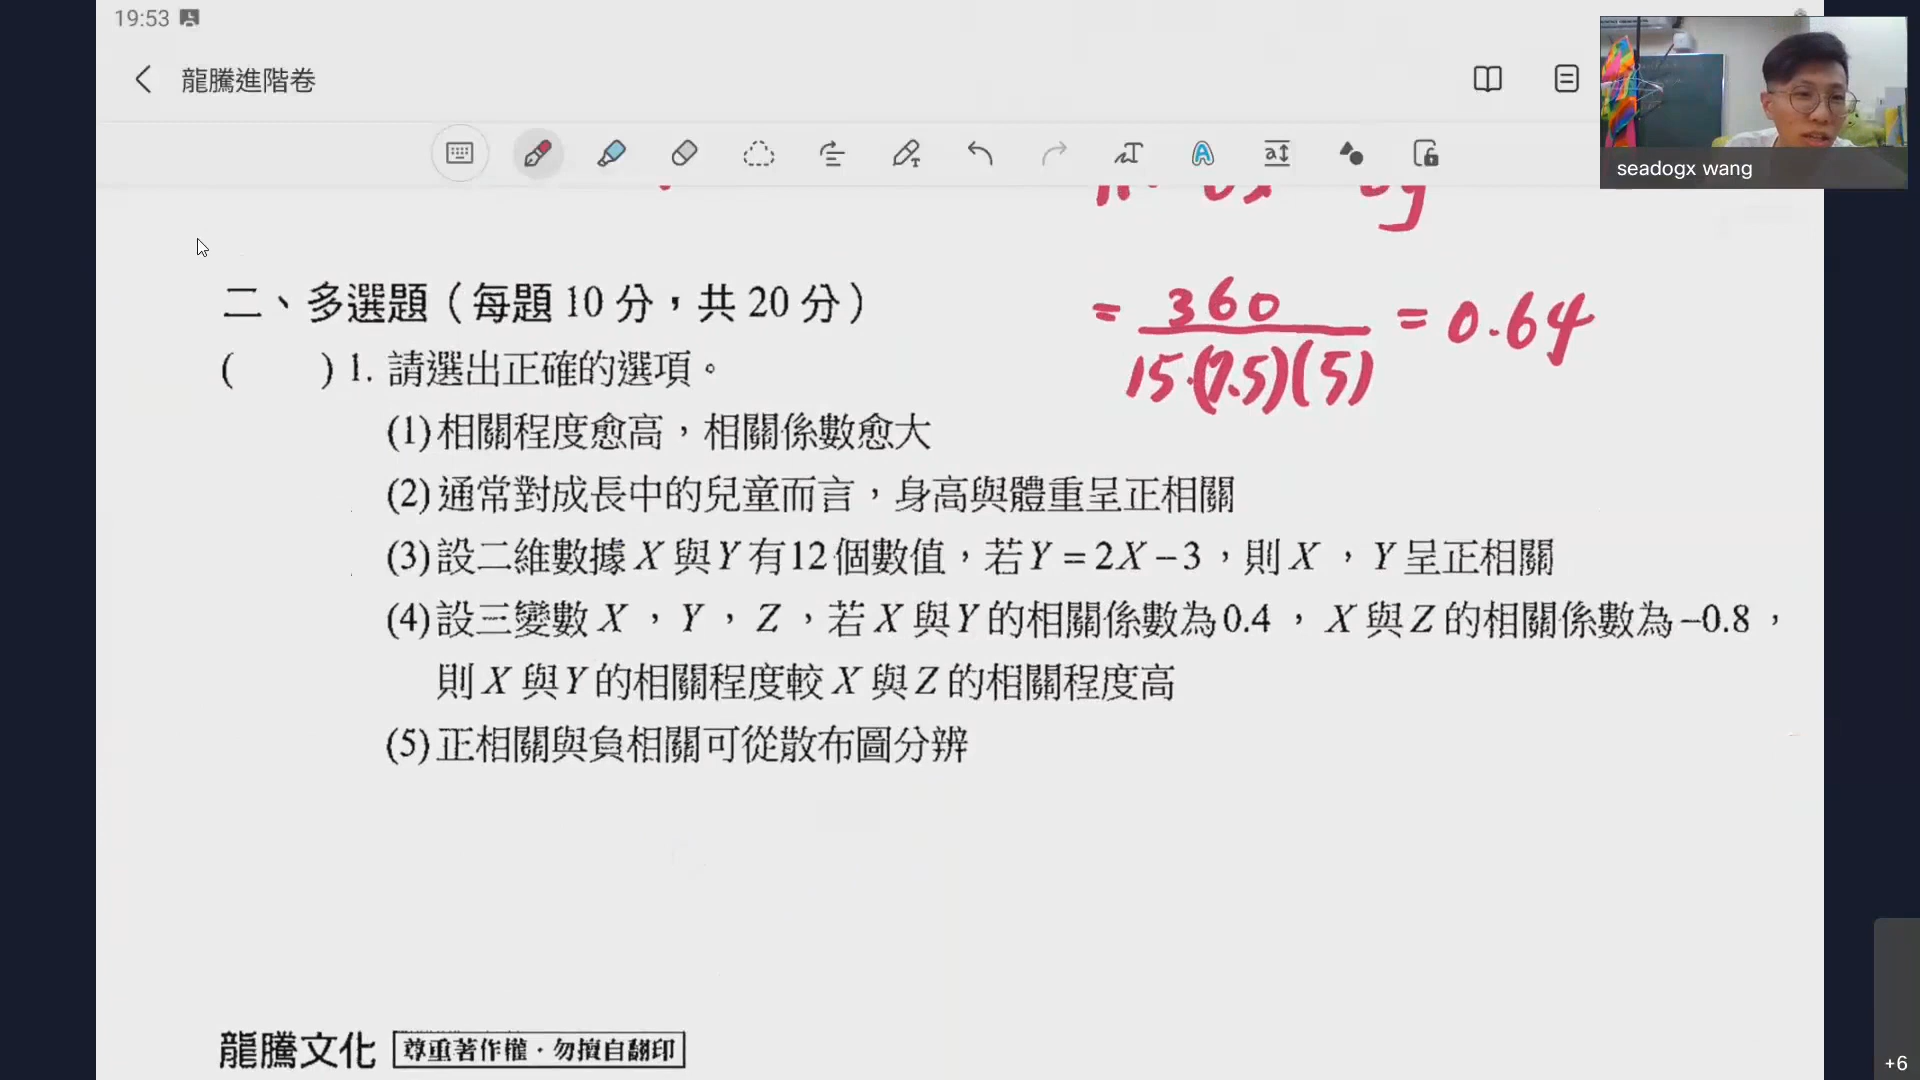 19:53
龍騰進階卷
seadogx wang
二、多選題（每題 10 分，共 20 分）
= 360 / 15·(7.5)(5) = 0.64
(　　) 1. 請選出正確的選項。
(1)相關程度愈高，相關係數愈大
(2)通常對成長中的兒童而言，身高與體重呈正相關
(3)設二維數據 X 與 Y 有12個數值，若 Y = 2X − 3，則 X ， Y 呈正相關
(4)設三變數 X ， Y ， Z ，若 X 與 Y 的相關係數為 0.4 ， X 與 Z 的相關係數為 −0.8 ，
則 X 與 Y 的相關程度較 X 與 Z 的相關程度高
(5)正相關與負相關可從散布圖分辨
龍騰文化 尊重著作權·勿擅自翻印
+6